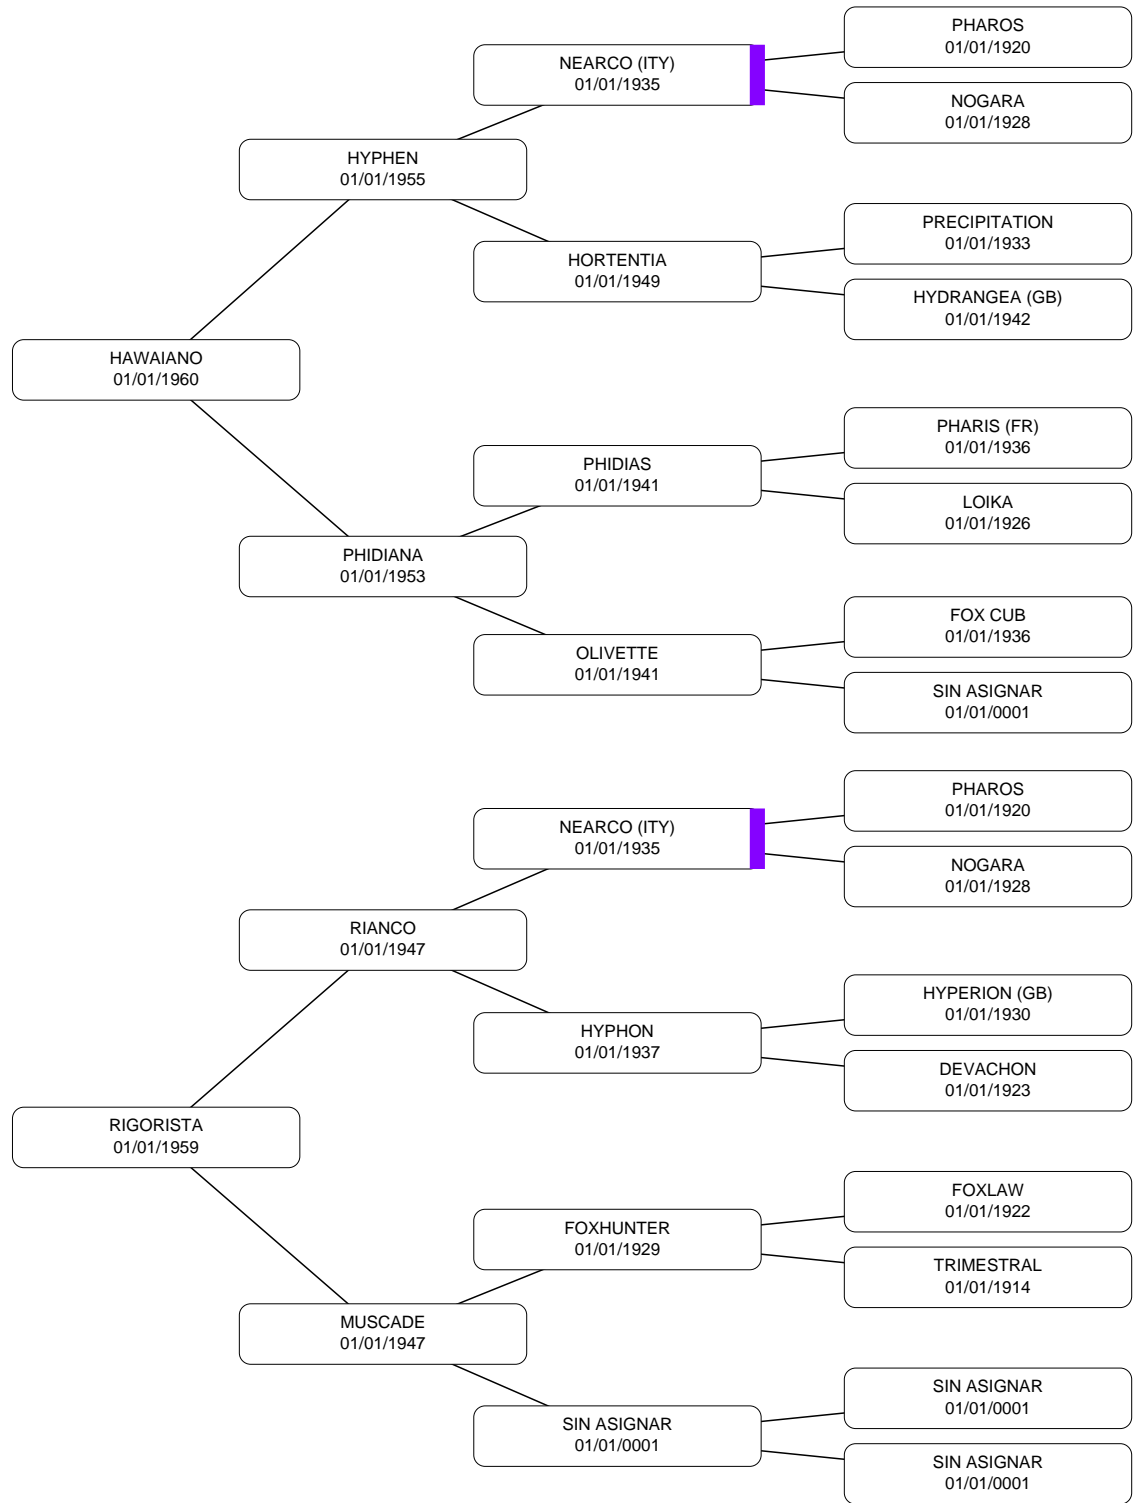 PHAROS
01/01/1920
NEARCO (ITY)
01/01/1935
NOGARA
01/01/1928
HYPHEN
01/01/1955
PRECIPITATION
01/01/1933
HORTENTIA
01/01/1949
HYDRANGEA (GB)
01/01/1942
HAWAIANO
01/01/1960
PHARIS (FR)
01/01/1936
PHIDIAS
01/01/1941
LOIKA
01/01/1926
PHIDIANA
01/01/1953
FOX CUB
01/01/1936
OLIVETTE
01/01/1941
SIN ASIGNAR
01/01/0001
PHAROS
01/01/1920
NEARCO (ITY)
01/01/1935
NOGARA
01/01/1928
RIANCO
01/01/1947
HYPERION (GB)
01/01/1930
HYPHON
01/01/1937
DEVACHON
01/01/1923
RIGORISTA
01/01/1959
FOXLAW
01/01/1922
FOXHUNTER
01/01/1929
TRIMESTRAL
01/01/1914
MUSCADE
01/01/1947
SIN ASIGNAR
01/01/0001
SIN ASIGNAR
01/01/0001
SIN ASIGNAR
01/01/0001